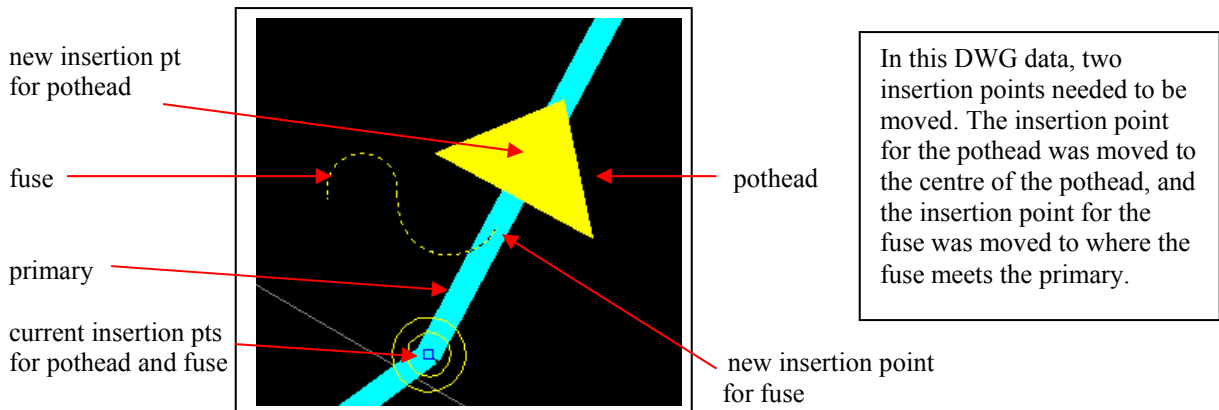 new insertion pt
for pothead
fuse
primary
current insertion pts
for pothead and fuse
pothead
new insertion point
for fuse
In this DWG data, two
insertion points needed to be
moved. The insertion point
for the pothead was moved to
the centre of the pothead, and
the insertion point for the
fuse was moved to where the
fuse meets the primary.